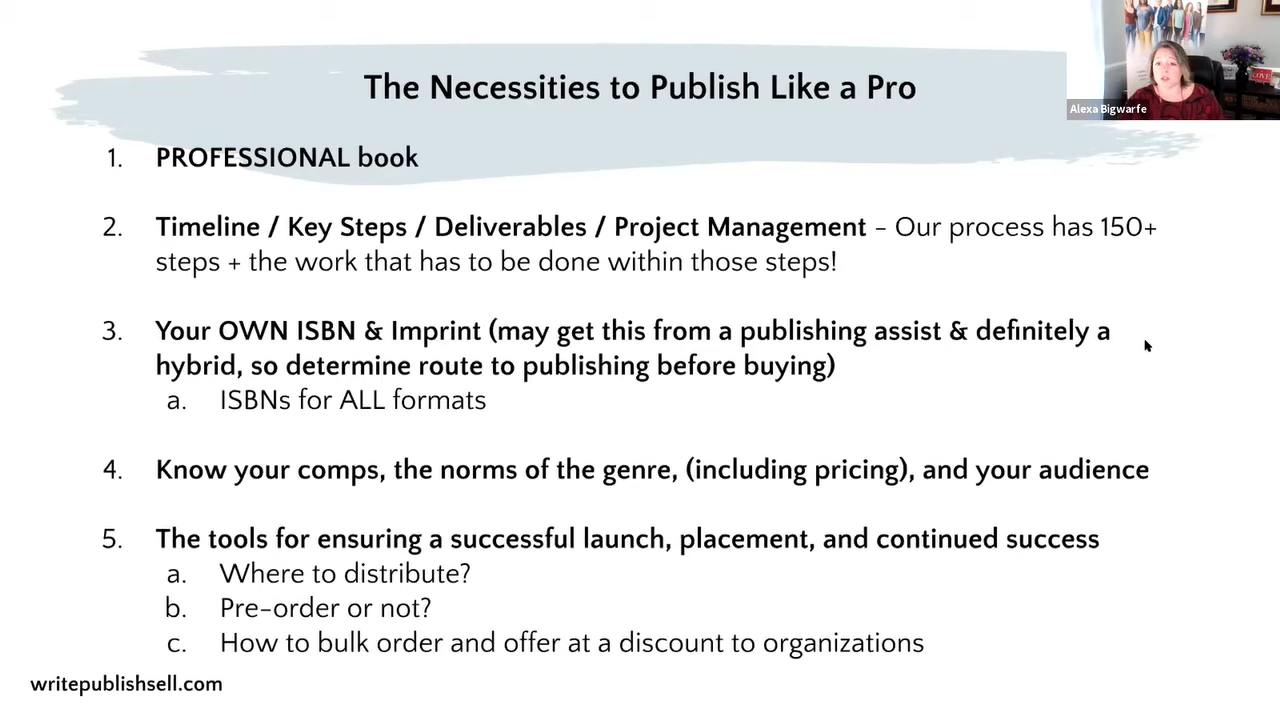 The Necessities to Publish Like a Pro
Alexa Bigwarfe
LOVE
1. PROFESSIONAL book
2. Timeline / Key Steps / Deliverables / Project Management - Our process has 150+
steps + the work that has to be done within those steps!
3. Your OWN ISBN & Imprint (may get this from a publishing assist & definitely a
hybrid, so determine route to publishing before buying)
a. ISBNs for ALL formats
4. Know your comps, the norms of the genre, (including pricing), and your audience
5. The tools for ensuring a successful launch, placement, and continued success
a. Where to distribute?
b. Pre-order or not?
c. How to bulk order and offer at a discount to organizations
writepublishsell.com